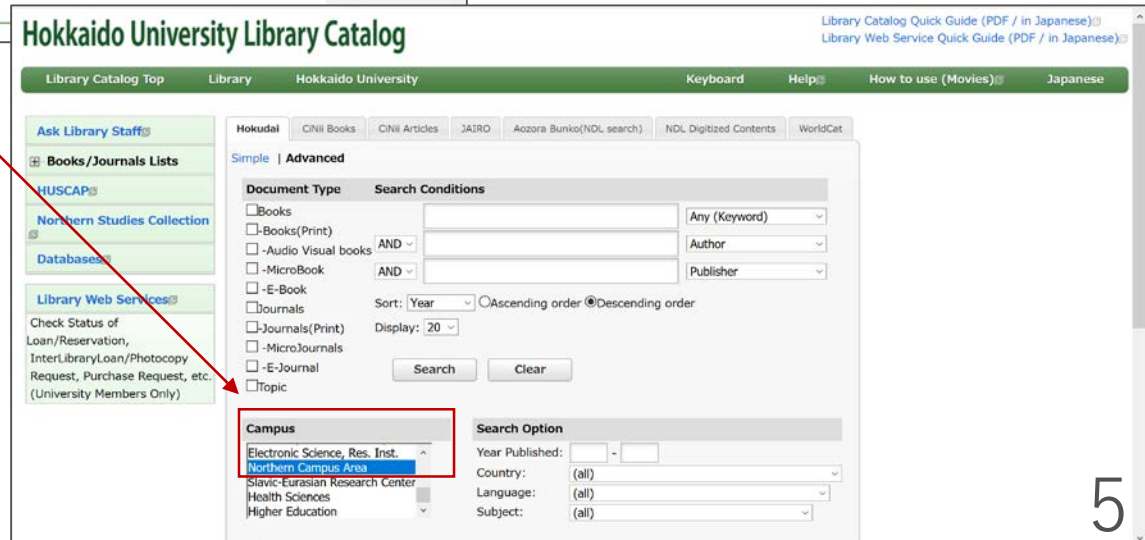 Hokkaido University Library Catalog
Library Catalog Quick Guide (PDF / in Japanese)
Library Web Service Quick Guide (PDF / in Japanese)
Library Catalog Top Library Hokkaido University Keyboard Help How to use (Movies) Japanese
Ask Library Staff
Books/Journals Lists
HUSCAP
Northern Studies Collection
Databases
Library Web Services
Check Status of
Loan/Reservation,
InterLibraryLoan/Photocopy
Request, Purchase Request, etc.
(University Members Only)
Hokudai CiNii Books CiNii Articles JAIRO Aozora Bunko(NDL search) NDL Digitized Contents WorldCat
Simple | Advanced
Document Type Search Conditions
Books Any (Keyword)
-Books(Print)
-Audio Visual books AND Author
-MicroBook AND Publisher
-E-Book
Journals Sort: Year Ascending order Descending order
-Journals(Print) Display: 20
-MicroJournals
-E-Journal Search Clear
Topic
Campus
Electronic Science, Res. Inst.
Northern Campus Area
Slavic-Eurasian Research Center
Health Sciences
Higher Education
Search Option
Year Published: -
Country: (all)
Language: (all)
Subject: (all)
5